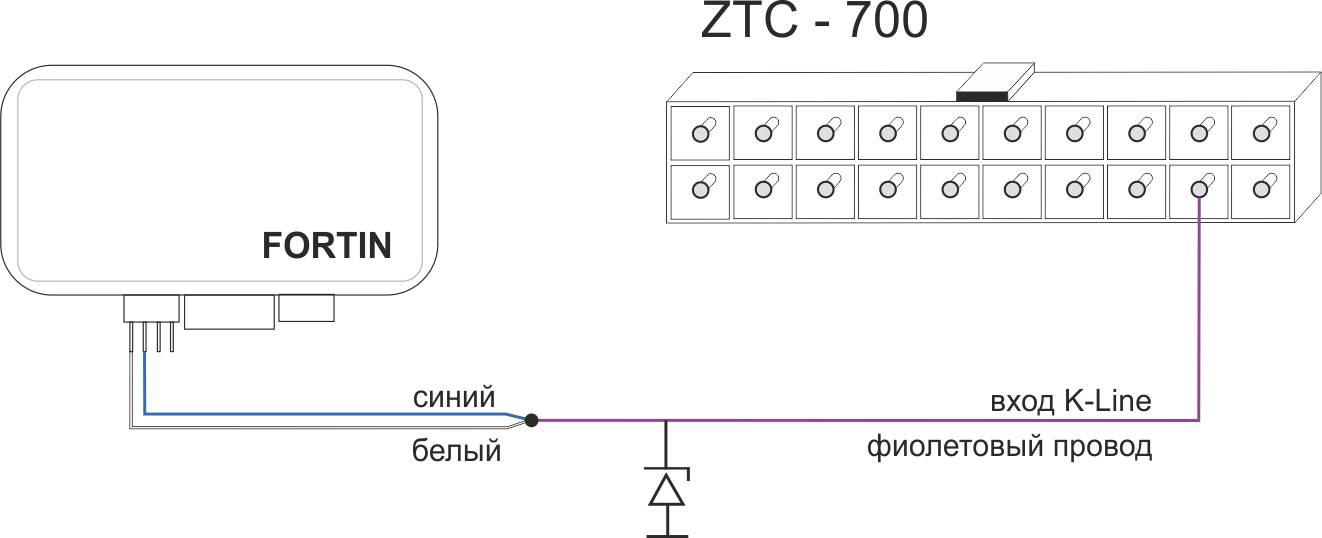 ZTC - 700
FORTIN
синий
белый
вход K-Line
фиолетовый провод